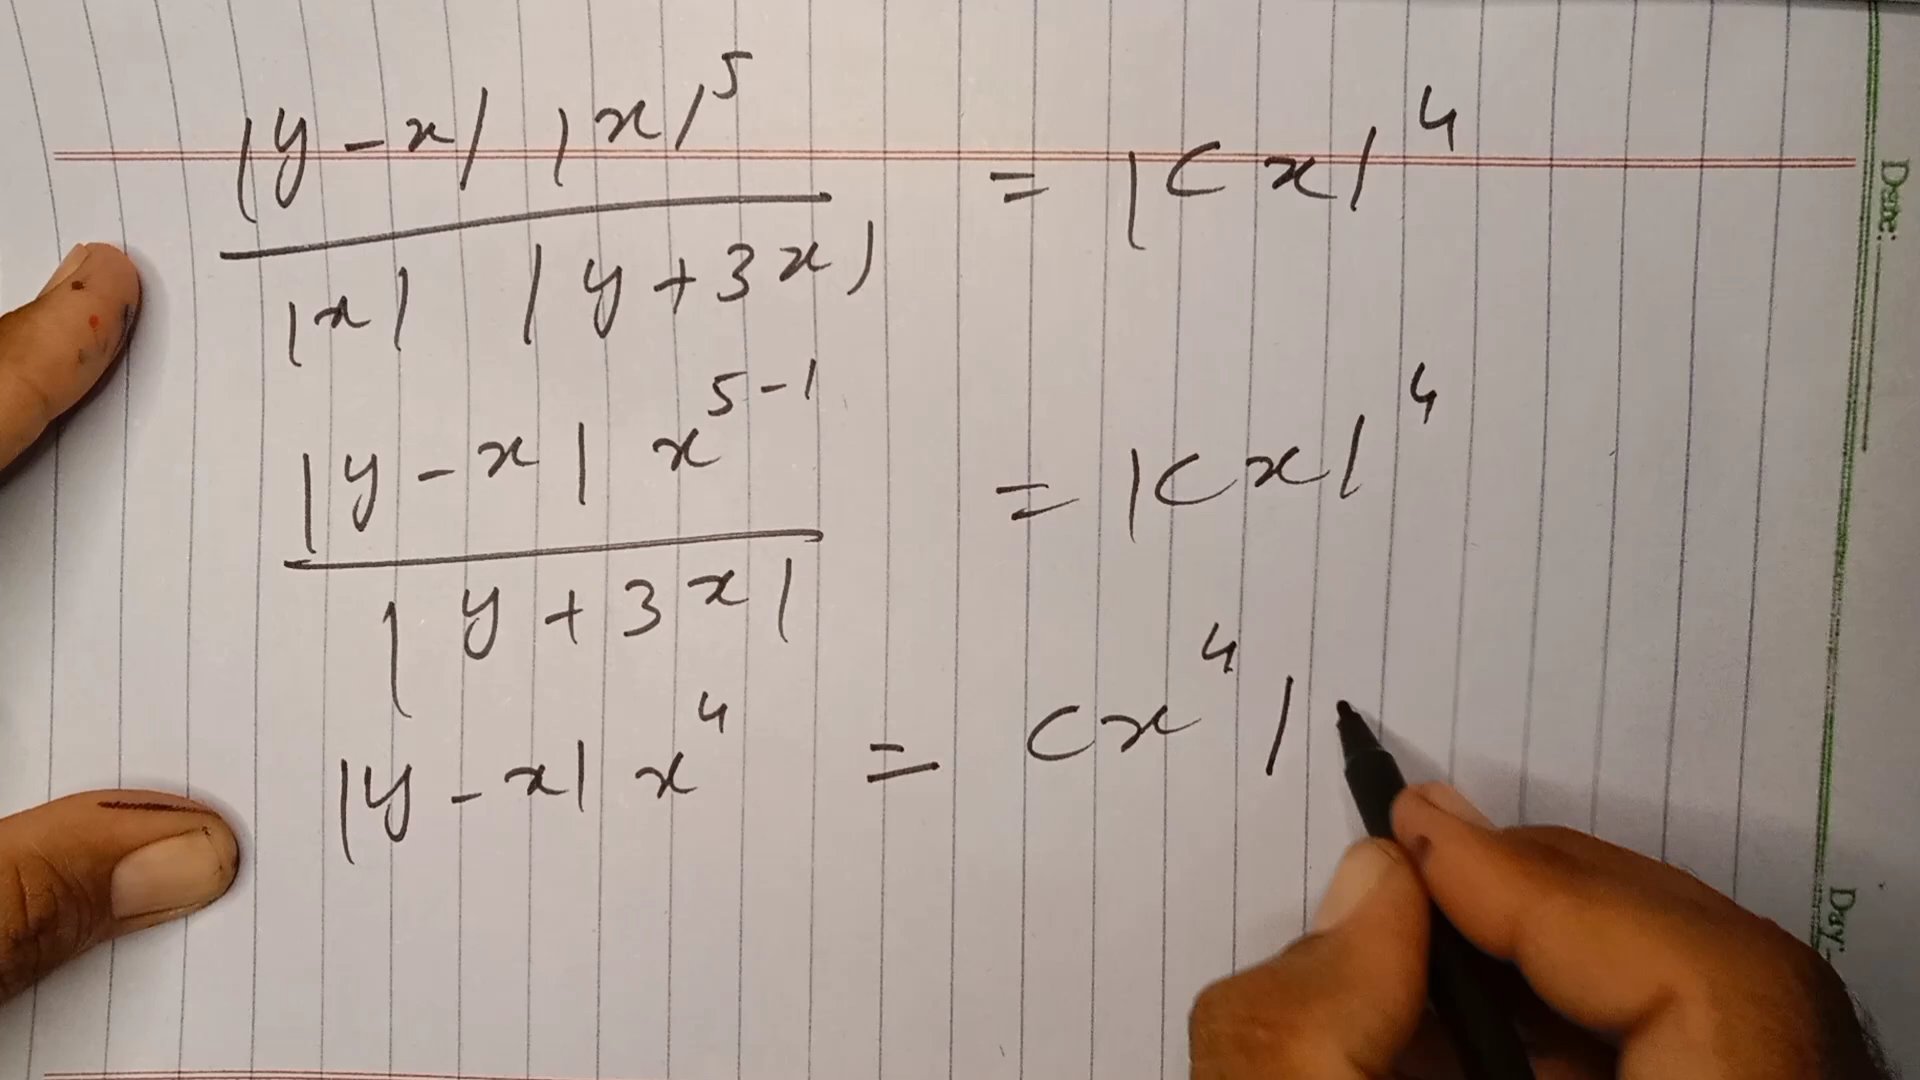 |y-x| |x|^5 / |x| |y+3x| = |cx|^4
|y-x| x^{5-1} / |y+3x| = |cx|^4
|y-x| x^4 = cx^4 |
Date:
Day: